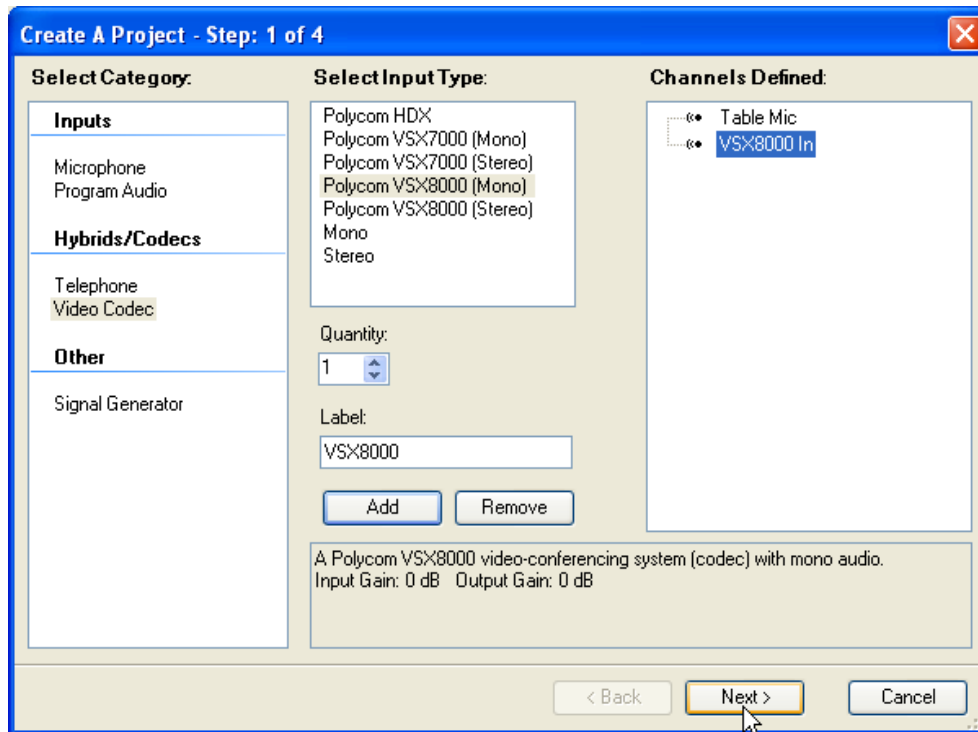 Create A Project - Step: 1 of 4
Select Category:
Inputs
Microphone
Program Audio
Hybrids/Codecs
Telephone
Video Codec
Other
Signal Generator
Select Input Type:
Polycom HDX
Polycom VSX7000 (Mono)
Polycom VSX7000 (Stereo)
Polycom VSX8000 (Mono)
Polycom VSX8000 (Stereo)
Mono
Stereo
Quantity:
1
Label:
VSX8000
Add Remove
Channels Defined:
Table Mic
VSX8000 In
A Polycom VSX8000 video-conferencing system (codec) with mono audio.
Input Gain: 0 dB Output Gain: 0 dB
< Back Next > Cancel